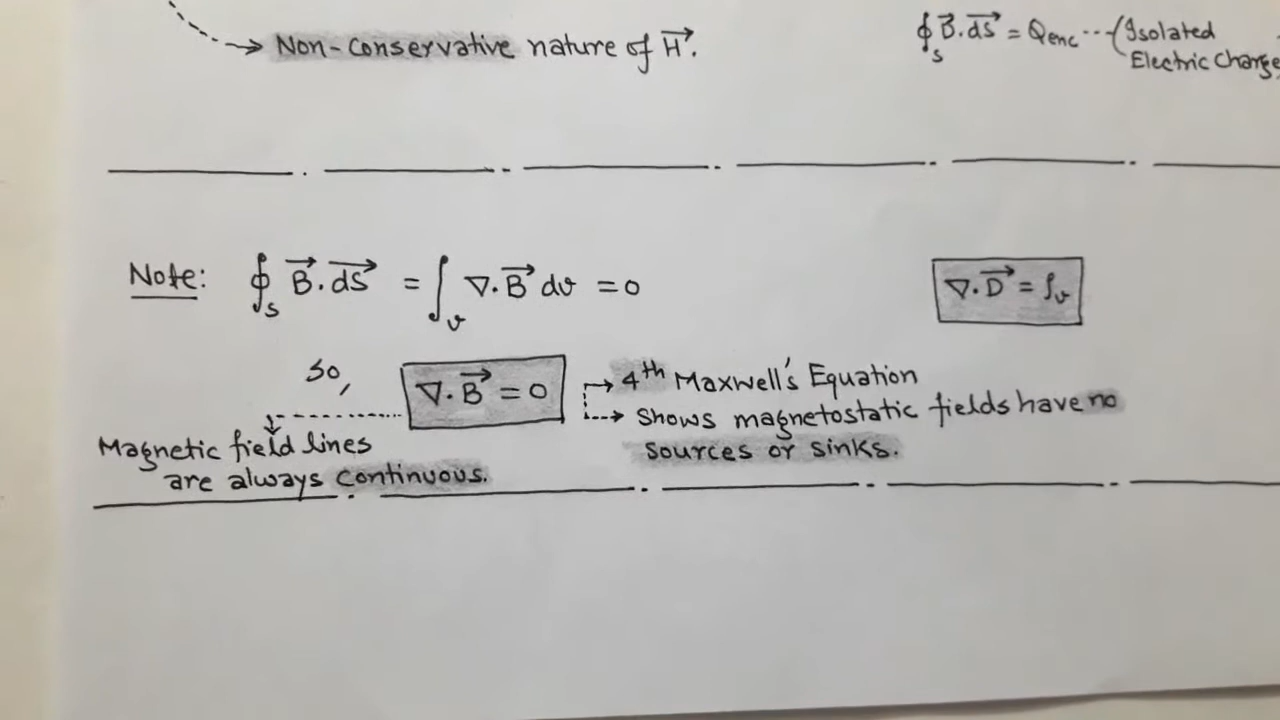 Non-conservative nature of H⃗.
∮s B⃗.ds⃗ = Qenc ... (Isolated
Electric Charge
Note: ∮s B⃗.ds⃗ = ∫v ∇.B⃗ dv = 0
∇.D⃗ = ρv
So, ∇.B⃗ = 0
4th Maxwell's Equation
Shows magnetostatic fields have no
sources or sinks.
Magnetic field lines
are always continuous.